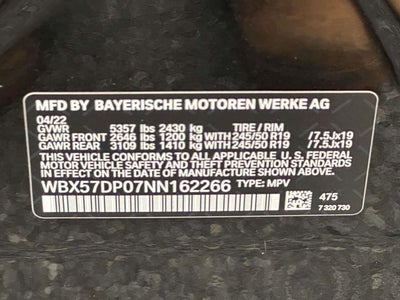 MFD BY BAYERISCHE MOTOREN WERKE AG
04/22
GVWR 5357 lbs 2430 kg TIRE / RIM
GAWR FRONT 2646 lbs 1200 KG WITH 245/50 R19 /7.5Jx19
GAWR REAR 3109 lbs 1410 KG WITH 245/50 R19 /7.5Jx19
THIS VEHICLE CONFORMS TO ALL APPLICABLE U.S. FEDERAL
MOTOR VEHICLE SAFETY AND THEFT PREVENTION STANDARDS
IN EFFECT ON THE DATE OF MANUFACTURE SHOWN ABOVE.
WBX57DP07NN162266 TYPE: MPV
475
7 320 730